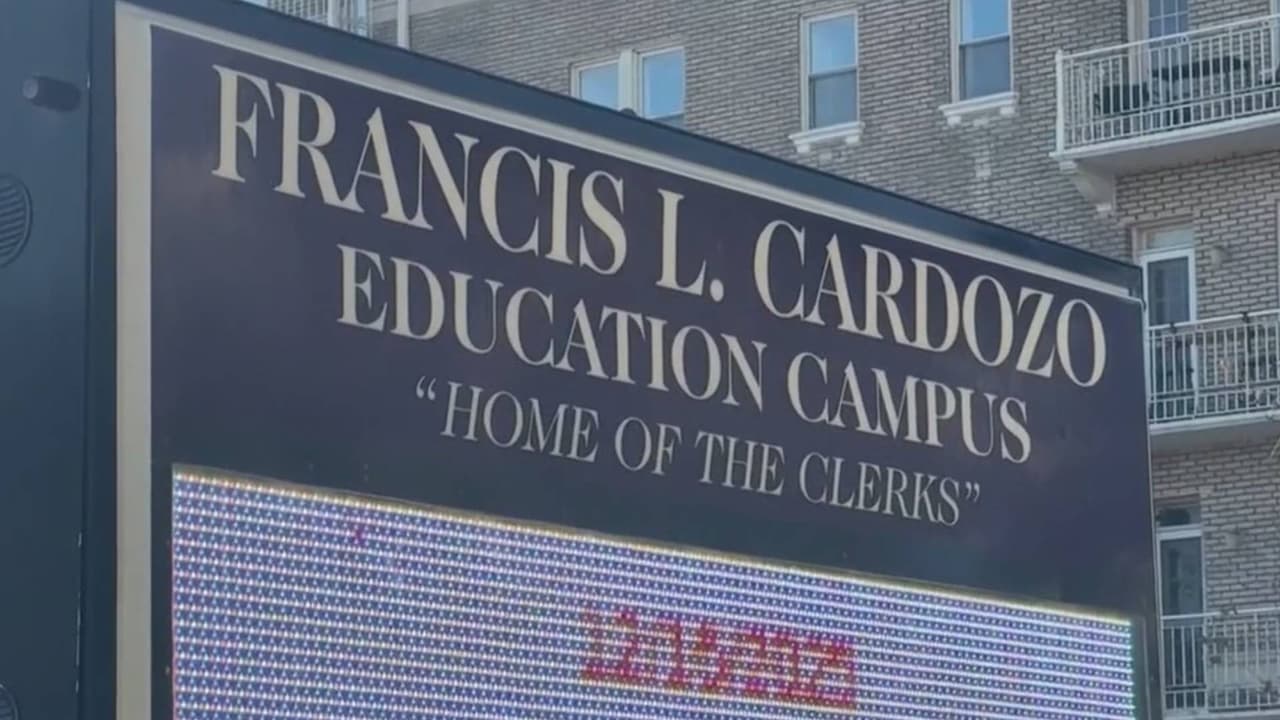 FRANCIS L. CARDOZO
EDUCATION CAMPUS
“HOME OF THE CLERKS”